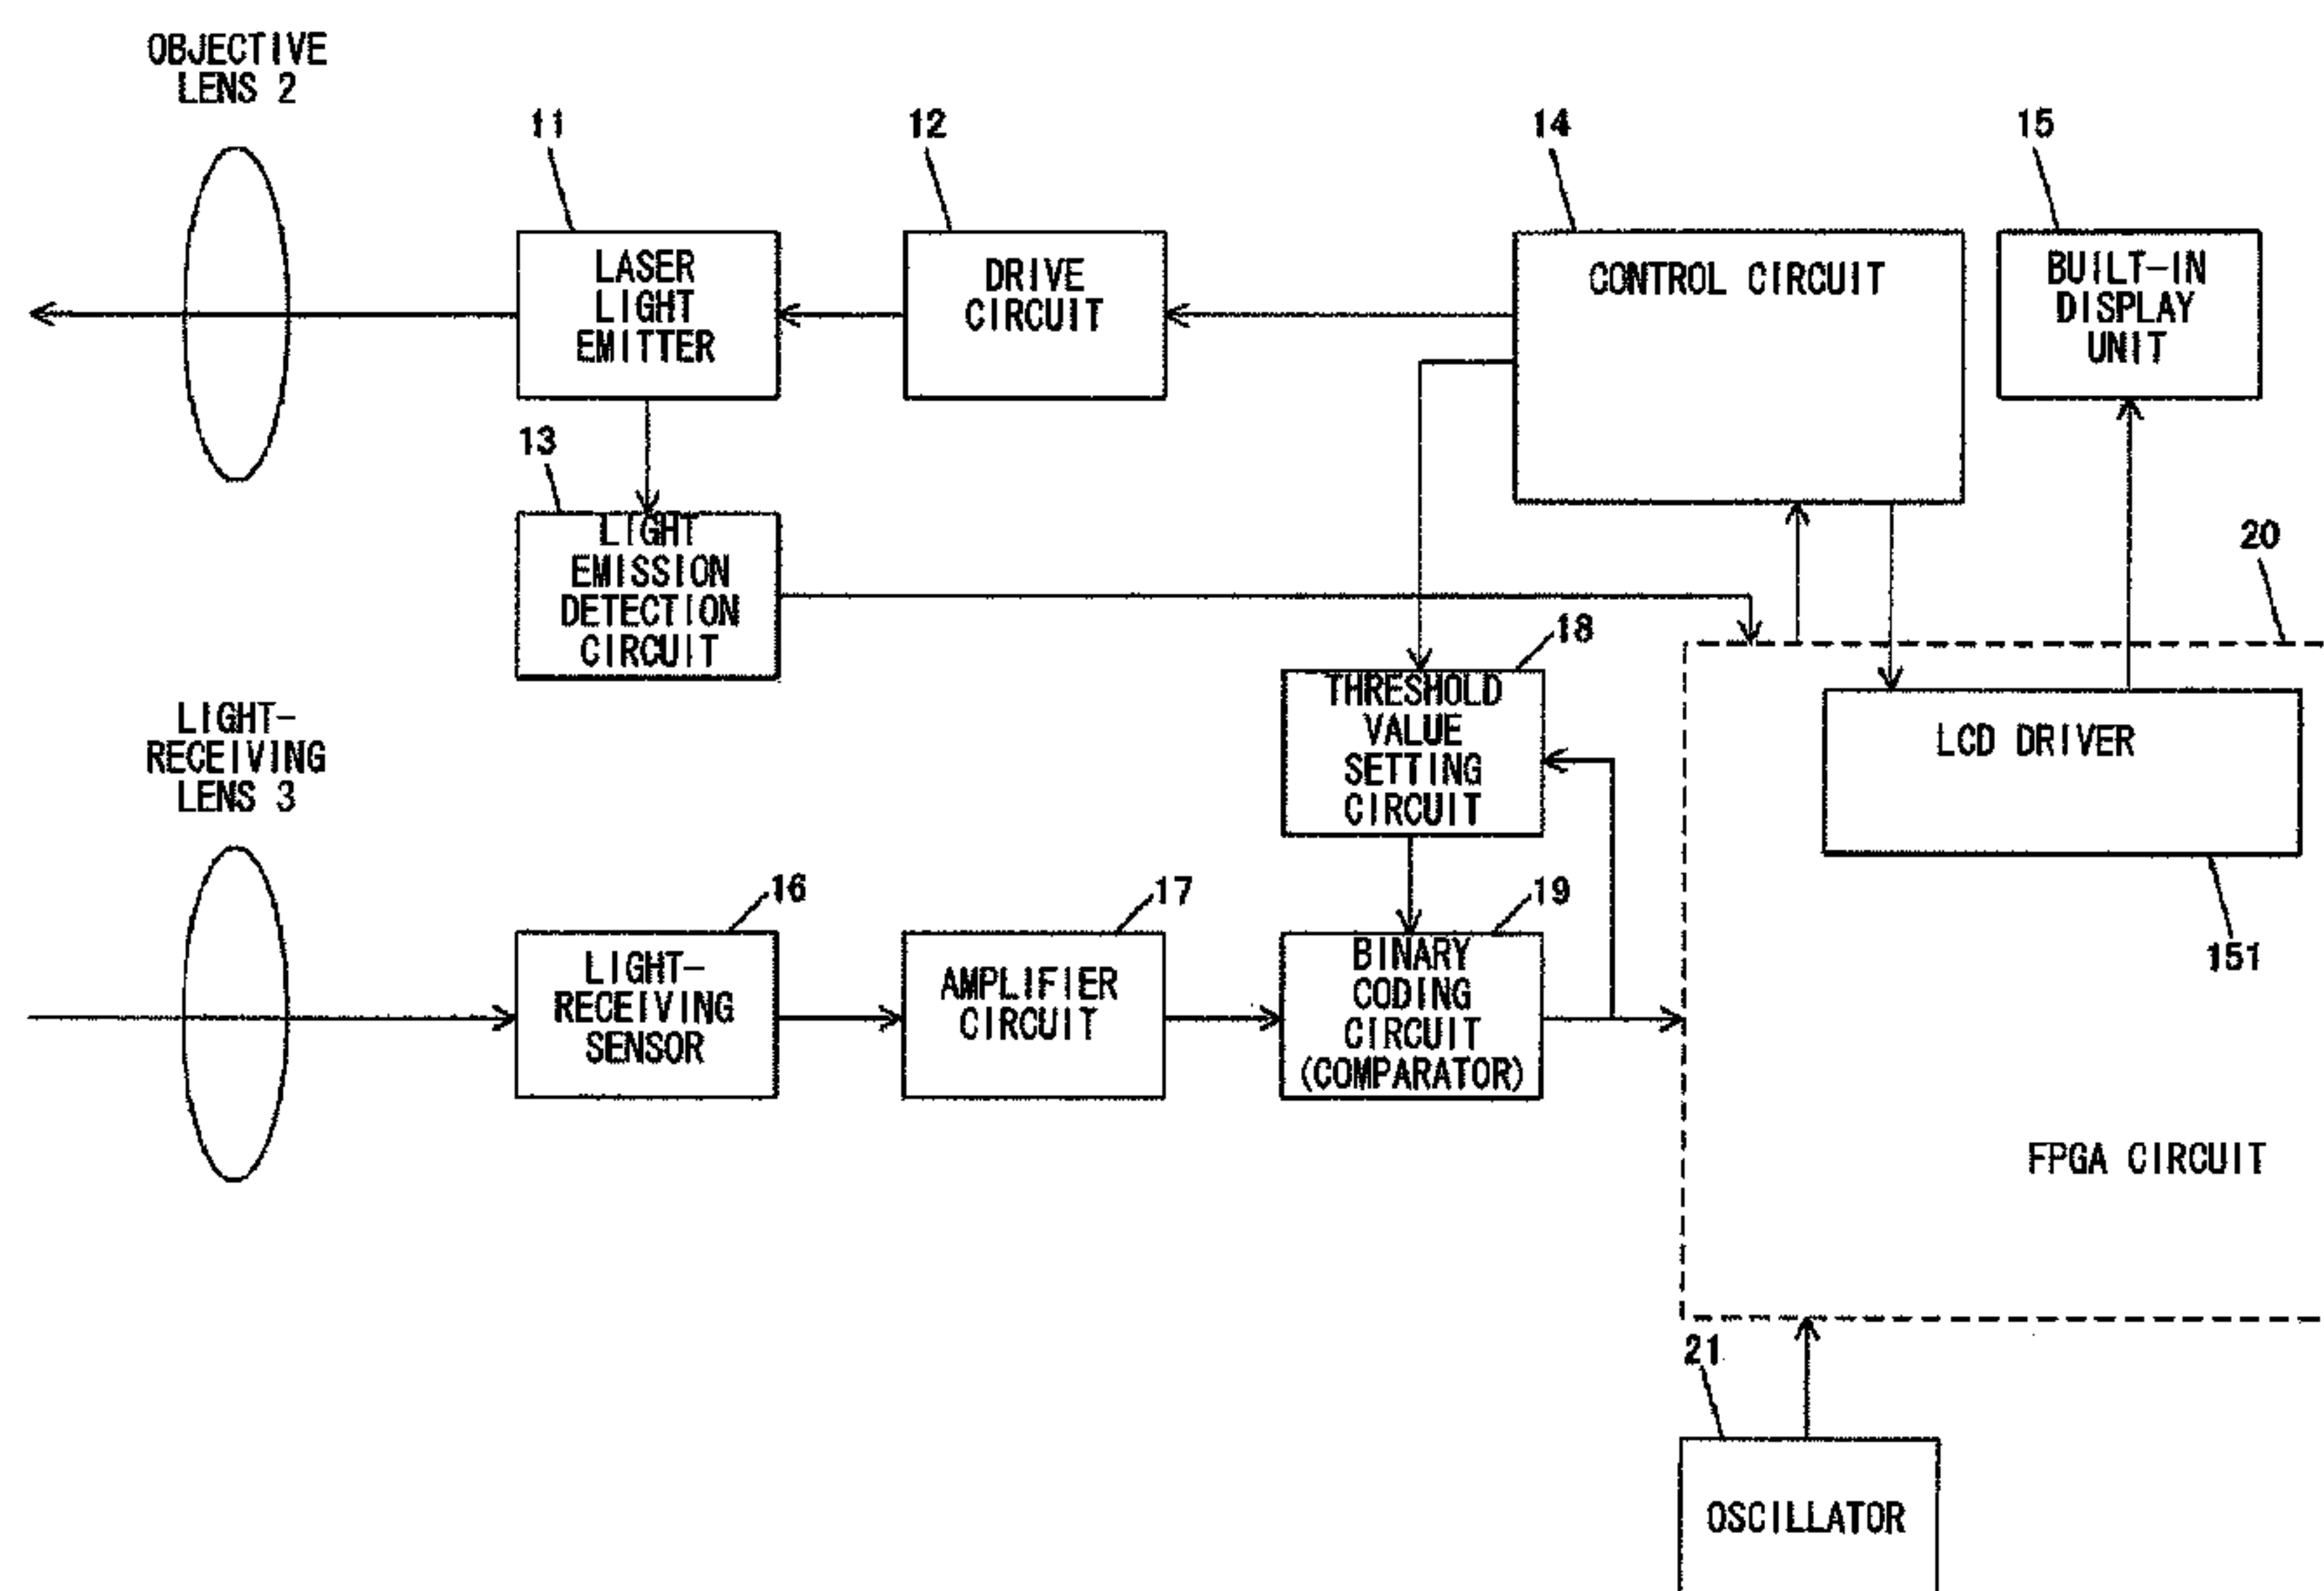 OBJECTIVE
LENS 2
11
12
14
15
LASER
LIGHT
EMITTER
DRIVE
CIRCUIT
CONTROL CIRCUIT
BUILT-IN
DISPLAY
UNIT
13
LIGHT
EMISSION
DETECTION
CIRCUIT
20
18
THRESHOLD
VALUE
SETTING
CIRCUIT
LCD DRIVER
151
LIGHT-
RECEIVING
LENS 3
16
17
19
LIGHT-
RECEIVING
SENSOR
AMPLIFIER
CIRCUIT
BINARY
CODING
CIRCUIT
(COMPARATOR)
FPGA CIRCUIT
21
OSCILLATOR